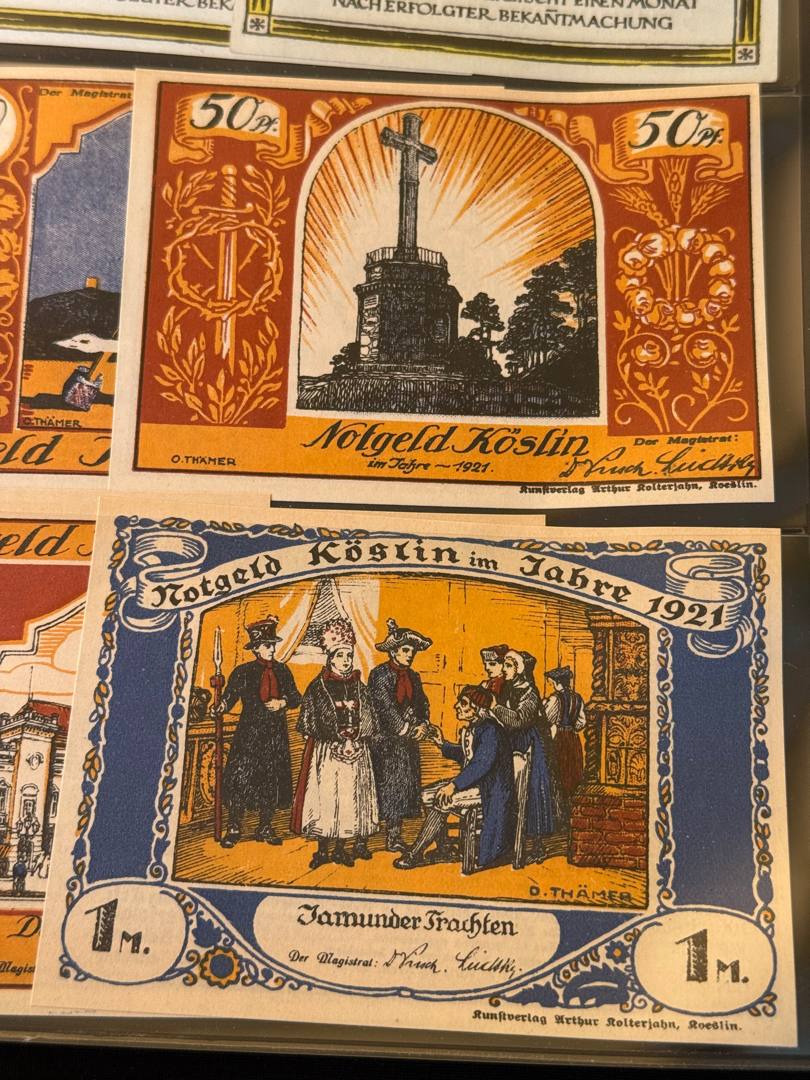 NACH ERFOLGTER BEKAÑTMACHUNG
Der Magistrat
O. THÄMER
50 Pf.
50 Pf.
Notgeld Köslin
im Jahre ~ 1921.
O. THÄMER
Der Magistrat:
Kunstverlag Arthur Kolterjahn, Koeslin.
Notgeld Köslin im Jahre 1921
O. THÄMER
Jamunder Trachten
Der Magistrat:
1 M.
1 M.
Kunstverlag Arthur Kolterjahn, Koeslin.